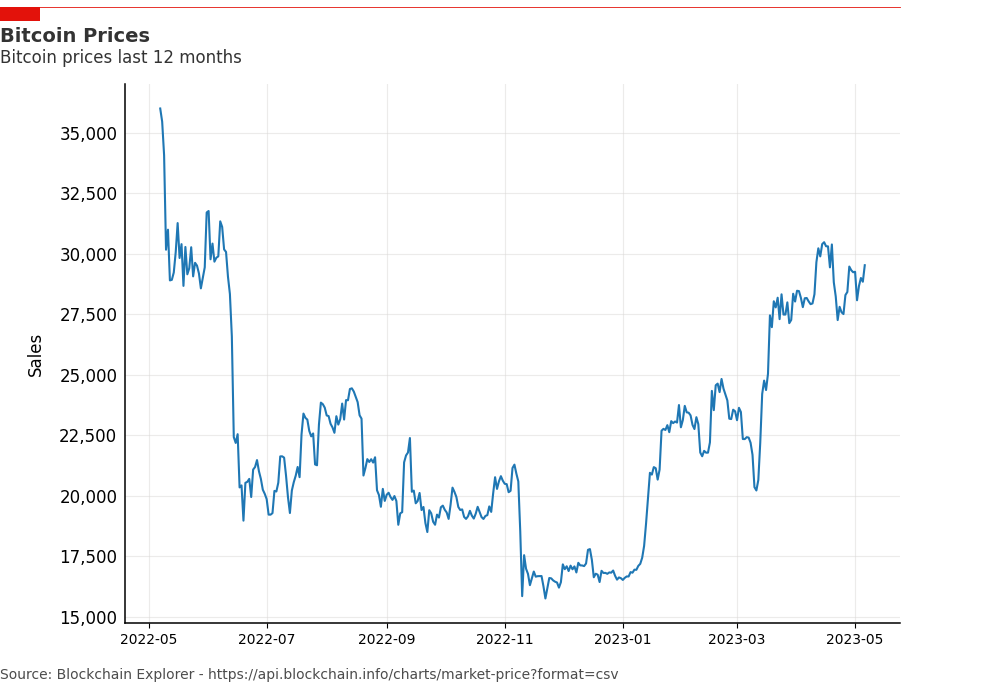 Bitcoin Prices
Bitcoin prices last 12 months
35,000
32,500
30,000
27,500
25,000
22,500
20,000
17,500
15,000
Sales
2022-05 2022-07 2022-09 2022-11 2023-01 2023-03 2023-05
Source: Blockchain Explorer - https://api.blockchain.info/charts/market-price?format=csv